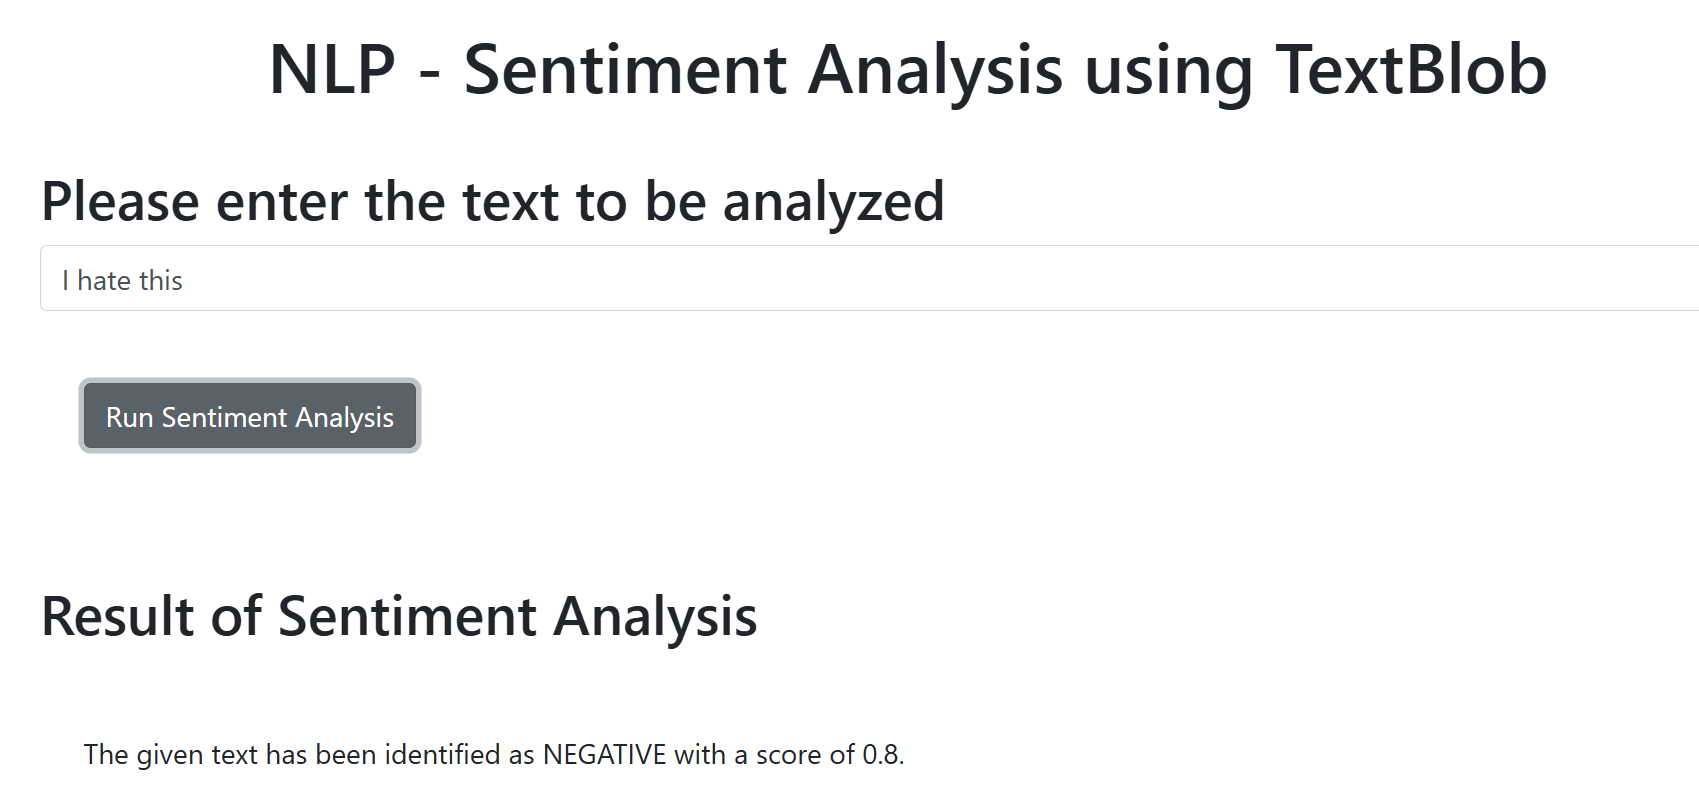 NLP - Sentiment Analysis using TextBlob
Please enter the text to be analyzed
I hate this
Run Sentiment Analysis
Result of Sentiment Analysis
The given text has been identified as NEGATIVE with a score of 0.8.